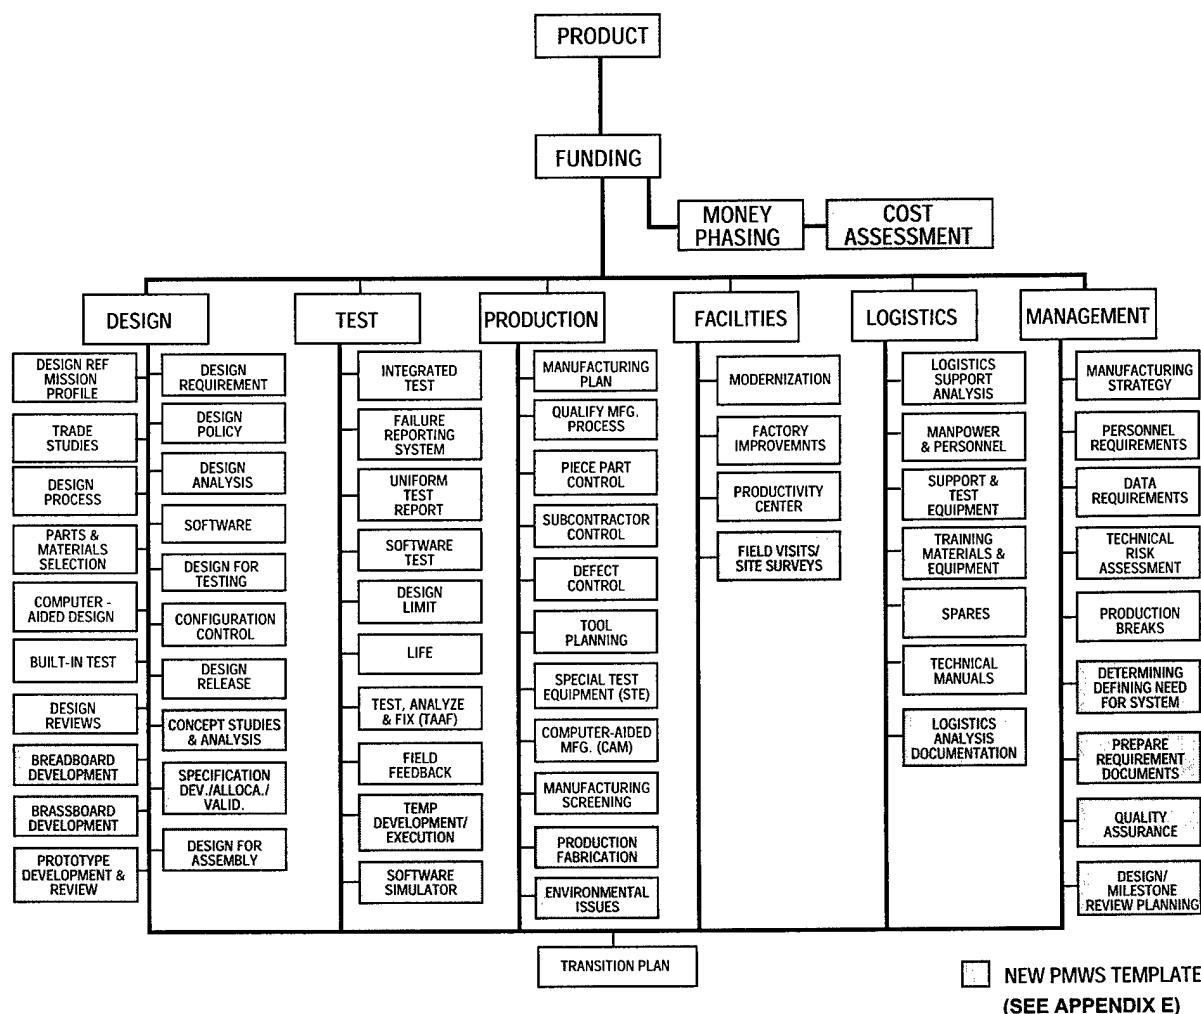 PRODUCT
FUNDING
MONEY
PHASING
COST
ASSESSMENT
DESIGN
TEST
PRODUCTION
FACILITIES
LOGISTICS
MANAGEMENT
DESIGN REF
MISSION
PROFILE
TRADE
STUDIES
DESIGN
PROCESS
PARTS &
MATERIALS
SELECTION
COMPUTER -
AIDED DESIGN
BUILT-IN TEST
DESIGN
REVIEWS
BREADBOARD
DEVELOPMENT
BRASSBOARD
DEVELOPMENT
PROTOTYPE
DEVELOPMENT &
REVIEW
DESIGN
REQUIREMENT
DESIGN
POLICY
DESIGN
ANALYSIS
SOFTWARE
DESIGN FOR
TESTING
CONFIGURATION
CONTROL
DESIGN
RELEASE
CONCEPT STUDIES
& ANALYSIS
SPECIFICATION
DEV./ALLOCA./
VALID.
DESIGN FOR
ASSEMBLY
INTEGRATED
TEST
FAILURE
REPORTING
SYSTEM
UNIFORM
TEST
REPORT
SOFTWARE
TEST
DESIGN
LIMIT
LIFE
TEST, ANALYZE
& FIX (TAAF)
FIELD
FEEDBACK
TEMP
DEVELOPMENT/
EXECUTION
SOFTWARE
SIMULATOR
MANUFACTURING
PLAN
QUALIFY MFG.
PROCESS
PIECE PART
CONTROL
SUBCONTRACTOR
CONTROL
DEFECT
CONTROL
TOOL
PLANNING
SPECIAL TEST
EQUIPMENT (STE)
COMPUTER-AIDED
MFG. (CAM)
MANUFACTURING
SCREENING
PRODUCTION
FABRICATION
ENVIRONMENTAL
ISSUES
MODERNIZATION
FACTORY
IMPROVEMNTS
PRODUCTIVITY
CENTER
FIELD VISITS/
SITE SURVEYS
LOGISTICS
SUPPORT
ANALYSIS
MANPOWER
& PERSONNEL
SUPPORT &
TEST
EQUIPMENT
TRAINING
MATERIALS &
EQUIPMENT
SPARES
TECHNICAL
MANUALS
LOGISTICS
ANALYSIS
DOCUMENTATION
MANUFACTURING
STRATEGY
PERSONNEL
REQUIREMENTS
DATA
REQUIREMENTS
TECHNICAL
RISK
ASSESSMENT
PRODUCTION
BREAKS
DETERMINING
DEFINING NEED
FOR SYSTEM
PREPARE
REQUIREMENT
DOCUMENTS
QUALITY
ASSURANCE
DESIGN/
MILESTONE
REVIEW PLANNING
TRANSITION PLAN
NEW PMWS TEMPLATE
(SEE APPENDIX E)